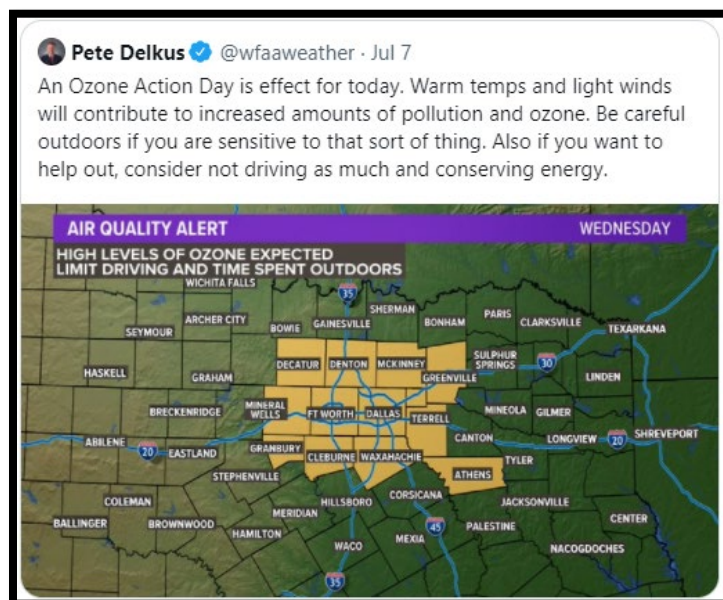 Pete Delkus @wfaaweather · Jul 7
An Ozone Action Day is effect for today. Warm temps and light winds
will contribute to increased amounts of pollution and ozone. Be careful
outdoors if you are sensitive to that sort of thing. Also if you want to
help out, consider not driving as much and conserving energy.
AIR QUALITY ALERT WEDNESDAY
HIGH LEVELS OF OZONE EXPECTED
LIMIT DRIVING AND TIME SPENT OUTDOORS
WICHITA FALLS
35
SHERMAN
PARIS
ARCHER CITY
SEYMOUR
BOWIE
GAINESVILLE
BONHAM
CLARKSVILLE
TEXARKANA
HASKELL
GRAHAM
DECATUR
DENTON
MCKINNEY
GREENVILLE
SULPHUR
SPRINGS
30
LINDEN
BRECKENRIDGE
MINERAL
WELLS
FT WORTH
DALLAS
TERRELL
MINEOLA
GILMER
ABILENE
20
EASTLAND
GRANBURY
CLEBURNE
WAXAHACHIE
CANTON
LONGVIEW
20
SHREVEPORT
STEPHENVILLE
ATHENS
TYLER
COLEMAN
HILLSBORO
CORSICANA
JACKSONVILLE
BALLINGER
BROWNWOOD
MERIDIAN
HAMILTON
45
MEXIA
PALESTINE
CENTER
WACO
NACOGDOCHES
35